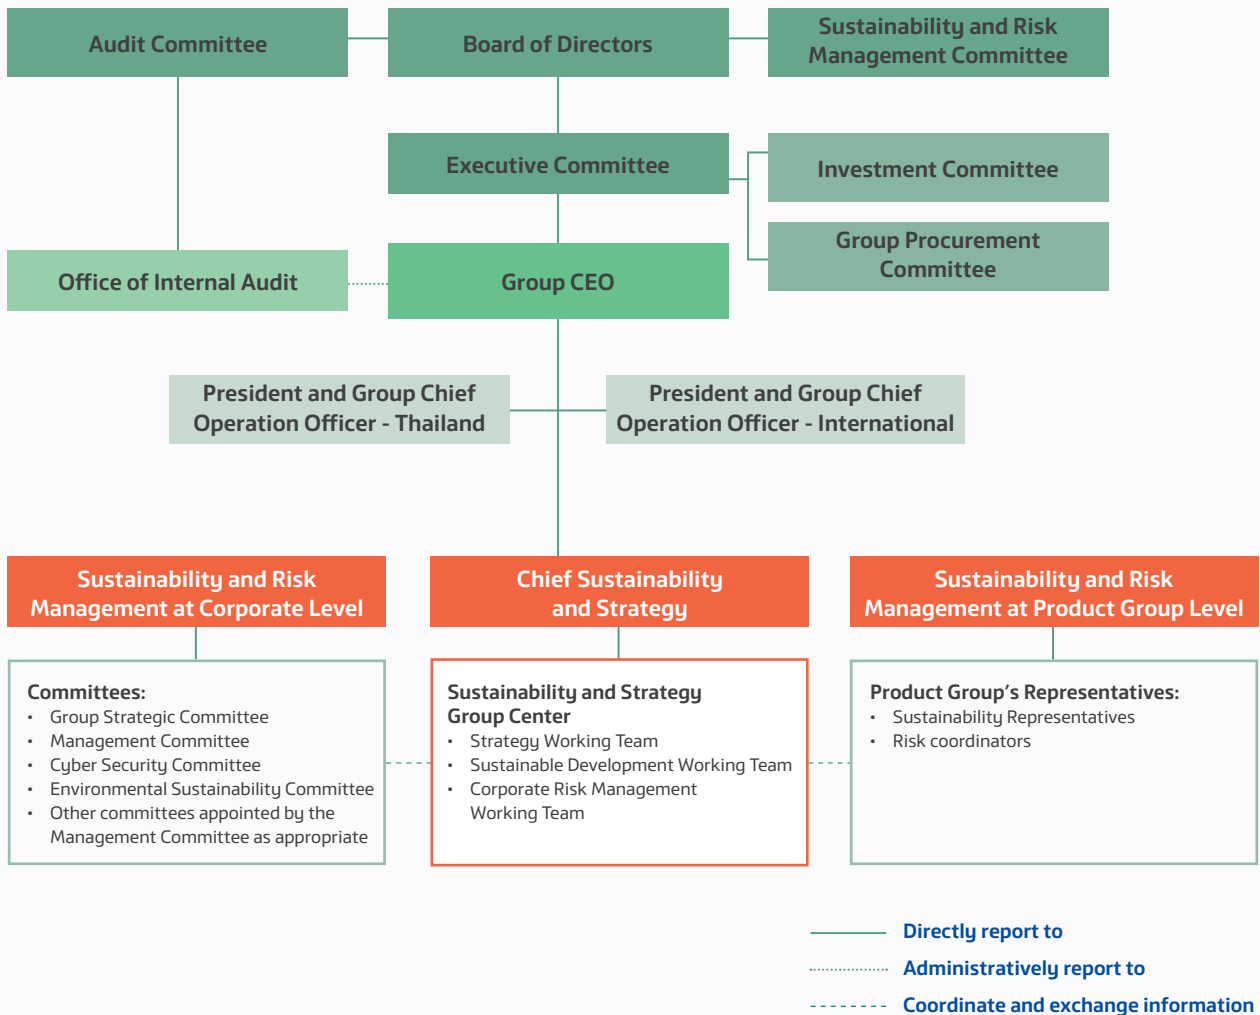 Audit Committee
Board of Directors
Sustainability and Risk
Management Committee
Executive Committee
Investment Committee
Group Procurement
Committee
Office of Internal Audit
Group CEO
President and Group Chief
Operation Officer - Thailand
President and Group Chief
Operation Officer - International
Sustainability and Risk
Management at Corporate Level
Chief Sustainability
and Strategy
Sustainability and Risk
Management at Product Group Level
Committees:
• Group Strategic Committee
• Management Committee
• Cyber Security Committee
• Environmental Sustainability Committee
• Other committees appointed by the
Management Committee as appropriate
Sustainability and Strategy
Group Center
• Strategy Working Team
• Sustainable Development Working Team
• Corporate Risk Management
Working Team
Product Group’s Representatives:
• Sustainability Representatives
• Risk coordinators
Directly report to
Administratively report to
Coordinate and exchange information